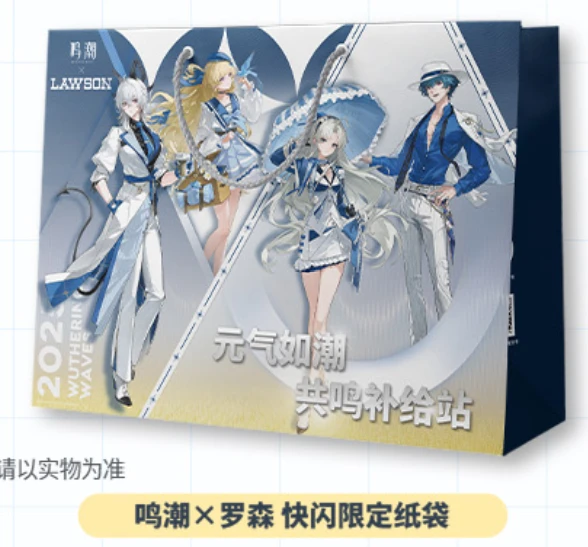 鸣潮
×
LAWSON
2025
WUTHERING
WAVES
元气如潮
共鸣补给站
请以实物为准
鸣潮×罗森 快闪限定纸袋